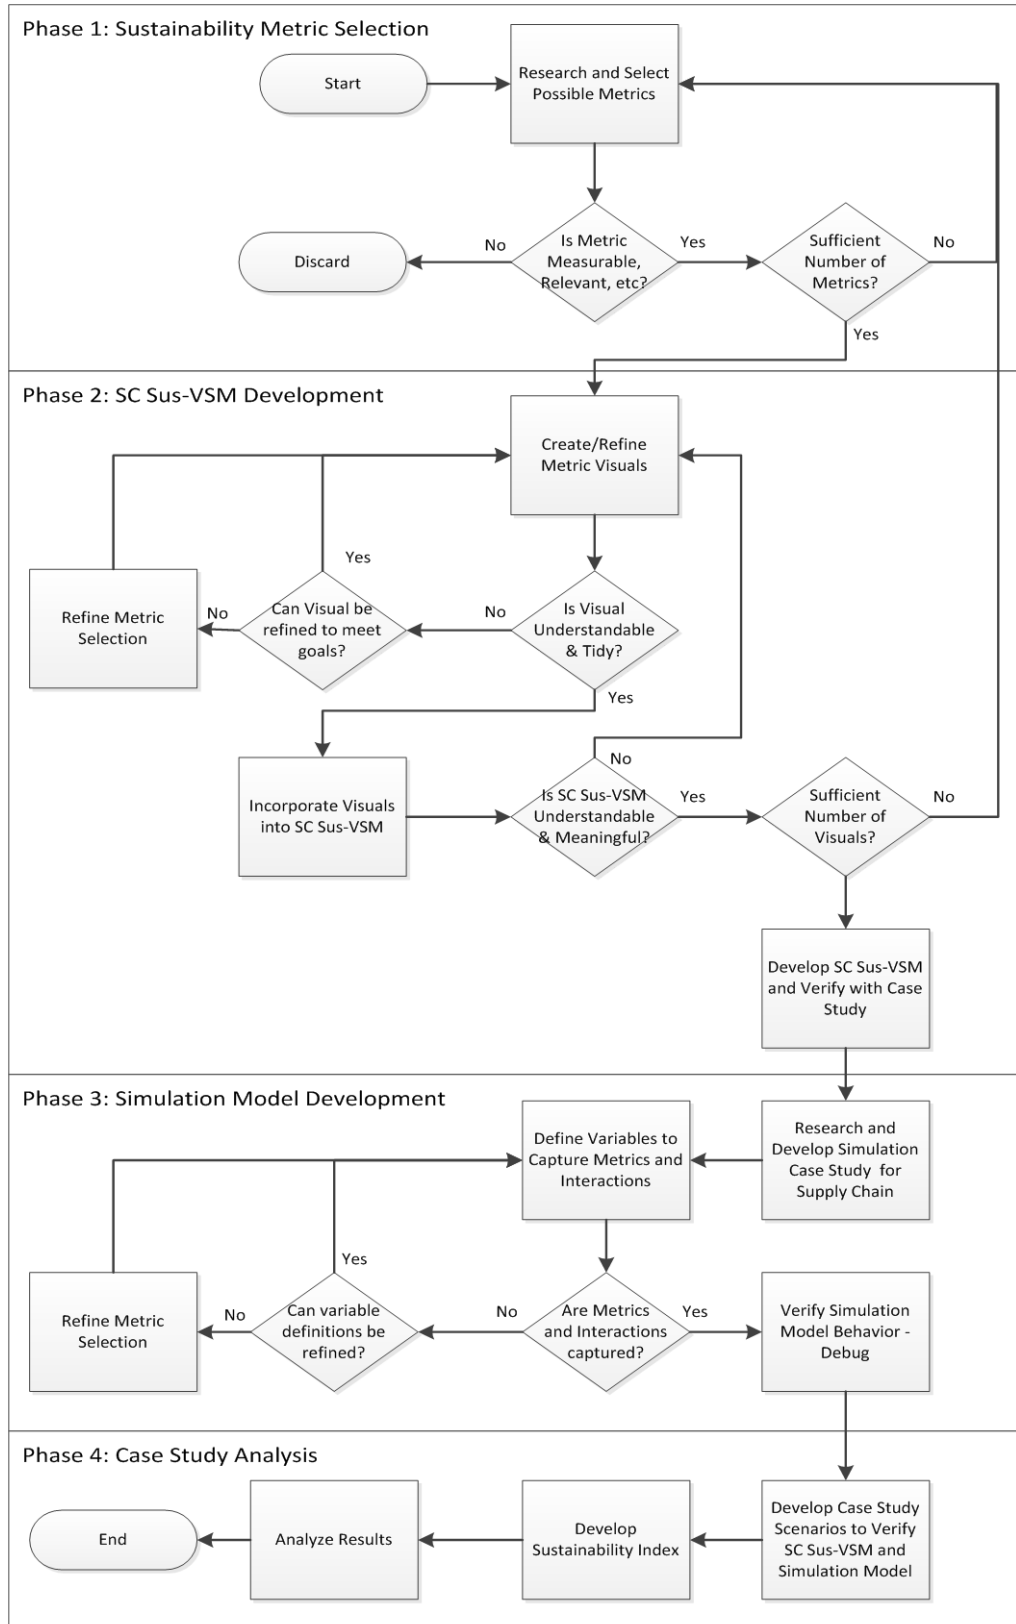 Phase 1: Sustainability Metric Selection
Start
Research and Select
Possible Metrics
Discard
No
Is Metric
Measurable,
Relevant, etc?
Yes
Sufficient
Number of
Metrics?
No
Yes
Phase 2: SC Sus-VSM Development
Create/Refine
Metric Visuals
Yes
Refine Metric
Selection
No
Can Visual be
refined to meet
goals?
No
Is Visual
Understandable
& Tidy?
Yes
No
Incorporate Visuals
into SC Sus-VSM
Is SC Sus-VSM
Understandable
& Meaningful?
Yes
Sufficient
Number of
Visuals?
No
Develop SC Sus-VSM
and Verify with Case
Study
Phase 3: Simulation Model Development
Define Variables to
Capture Metrics and
Interactions
Research and
Develop Simulation
Case Study for
Supply Chain
Yes
Refine Metric
Selection
No
Can variable
definitions be
refined?
No
Are Metrics
and Interactions
captured?
Yes
Verify Simulation
Model Behavior -
Debug
Phase 4: Case Study Analysis
End
Analyze Results
Develop
Sustainability Index
Develop Case Study
Scenarios to Verify
SC Sus-VSM and
Simulation Model